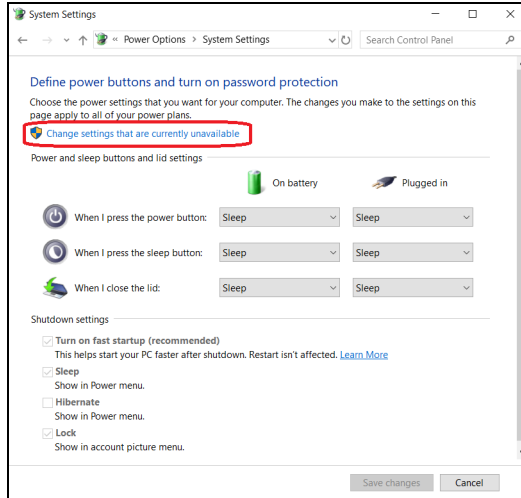 System Settings
« Power Options > System Settings
Search Control Panel
Define power buttons and turn on password protection
Choose the power settings that you want for your computer. The changes you make to the settings on this
page apply to all of your power plans.
Change settings that are currently unavailable
Power and sleep buttons and lid settings
On battery Plugged in
When I press the power button: Sleep Sleep
When I press the sleep button: Sleep Sleep
When I close the lid: Sleep Sleep
Shutdown settings
Turn on fast startup (recommended)
This helps start your PC faster after shutdown. Restart isn't affected. Learn More
Sleep
Show in Power menu.
Hibernate
Show in Power menu.
Lock
Show in account picture menu.
Save changes Cancel